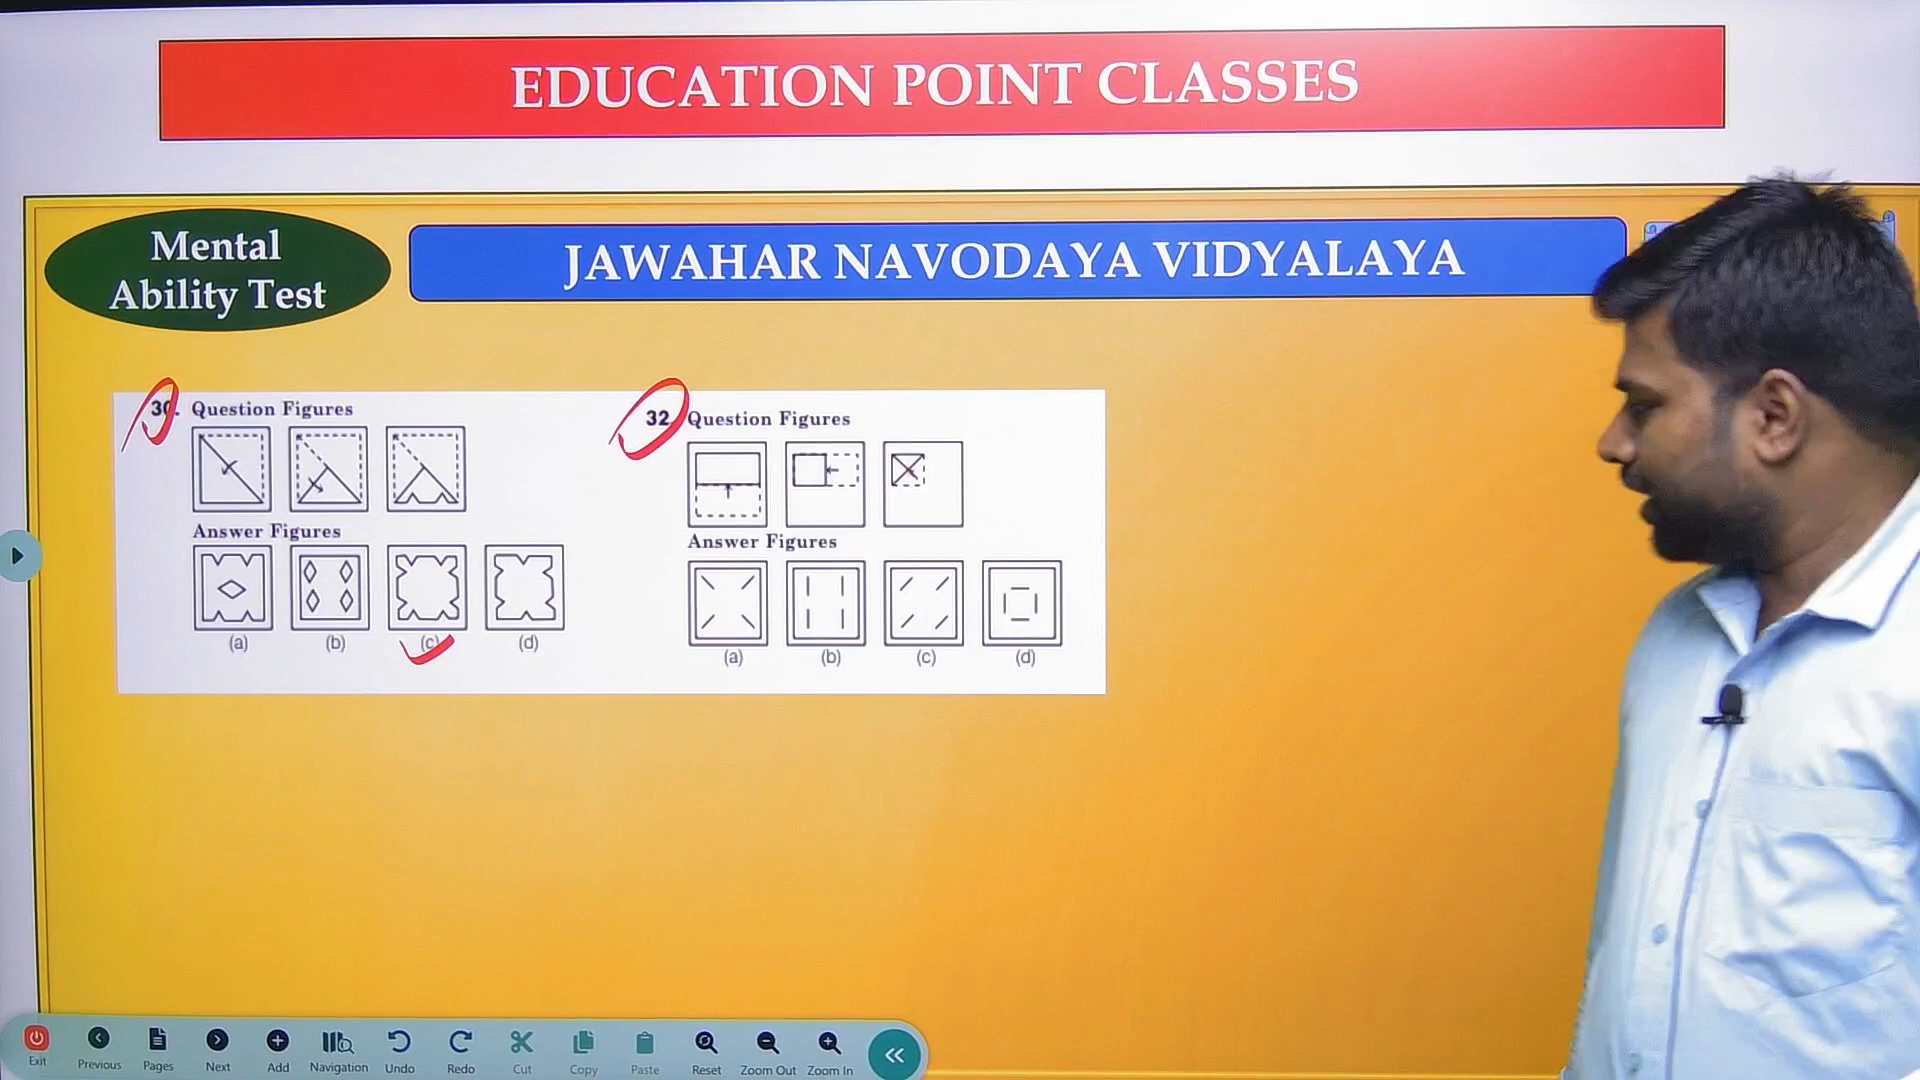 EDUCATION POINT CLASSES
Mental
Ability Test
JAWAHAR NAVODAYA VIDYALAYA
30. Question Figures
Answer Figures
(a) (b) (c) (d)
32. Question Figures
Answer Figures
(a) (b) (c) (d)
Exit Previous Pages Next Add Navigation Undo Redo Cut Copy Paste Reset Zoom Out Zoom In